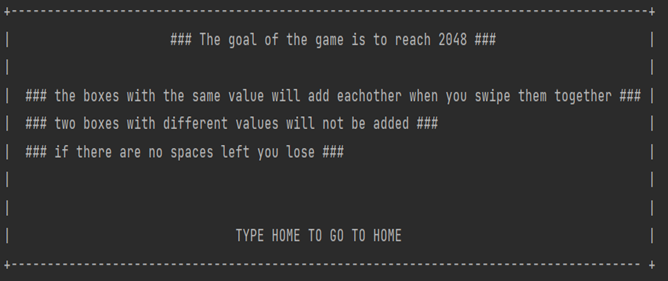 ### The goal of the game is to reach 2048 ###
### the boxes with the same value will add eachother when you swipe them together ###
### two boxes with different values will not be added ###
### if there are no spaces left you lose ###
TYPE HOME TO GO TO HOME